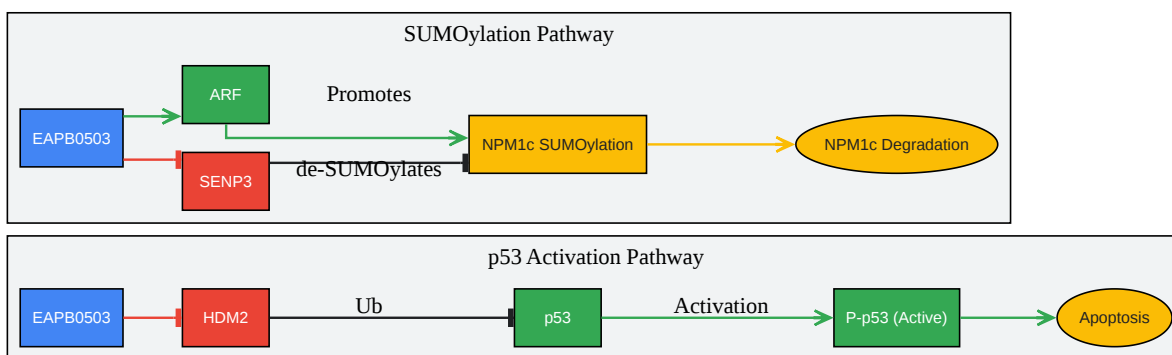 SUMOylation Pathway
ARF
Promotes
EAPB0503
NPM1c SUMOylation
NPM1c Degradation
de-SUMOylates
SENP3
p53 Activation Pathway
EAPB0503
HDM2
Ub
p53
Activation
P-p53 (Active)
Apoptosis